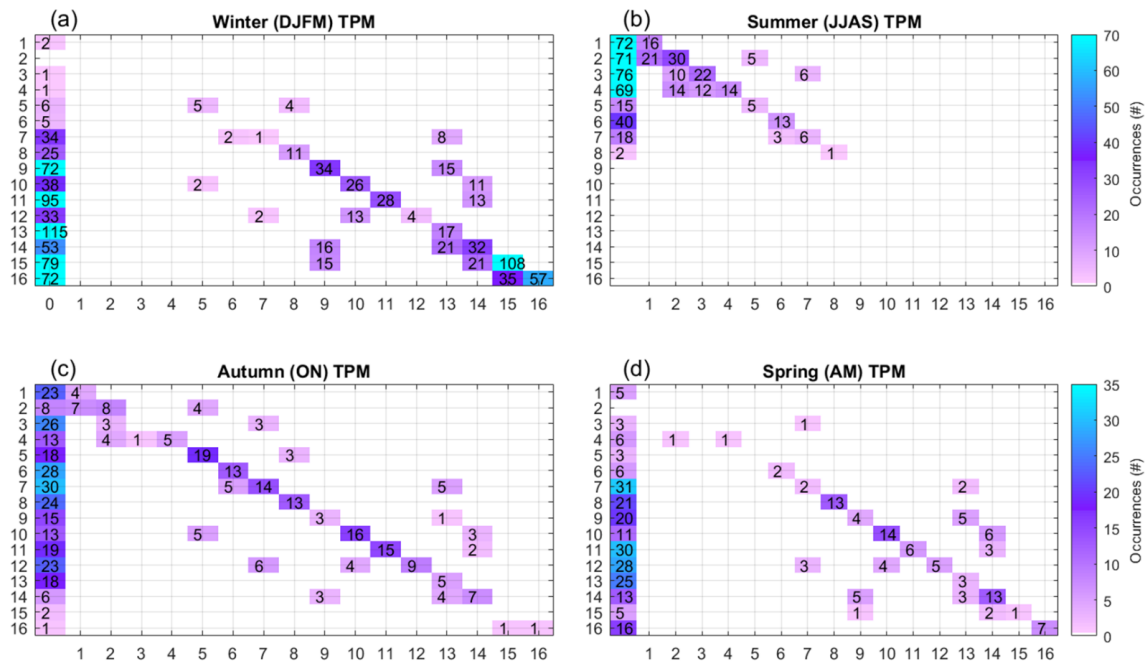 (a) Winter (DJFM) TPM
1 2
2
3 1
4 1
5 6 5 4
6 5
7 34 2 1 8
8 25 11
9 72 34 15
10 38 2 26 11
11 95 28 13
12 33 2 13 4
13 115 17
14 53 16 21 32
15 79 15 21 108
16 72 35 57
0 1 2 3 4 5 6 7 8 9 10 11 12 13 14 15 16
(b) Summer (JJAS) TPM
1 72 16
2 71 21 30 5
3 76 10 22 6
4 69 14 12 14
5 15 5
6 40 13
7 18 3 6
8 2 1
9
10
11
12
13
14
15
16
1 2 3 4 5 6 7 8 9 10 11 12 13 14 15 16
70
60
50
40
30
20
10
0
Occurrences (#)
(c) Autumn (ON) TPM
1 23 4
2 8 7 8 4
3 26 3 3
4 13 4 1 5
5 18 19 3
6 28 13
7 30 5 14 5
8 24 13
9 15 3 1
10 13 5 16 3
11 19 15 2
12 23 6 4 9
13 18 5
14 6 3 4 7
15 2
16 1 1 1
1 2 3 4 5 6 7 8 9 10 11 12 13 14 15 16
(d) Spring (AM) TPM
1 5
2
3 3 1
4 6 1 1
5 3
6 6 2
7 31 2 2
8 21 13
9 20 4 5
10 11 14 6
11 30 6 3
12 28 3 4 5
13 25 3
14 13 5 3 13
15 5 1 2 1
16 16 7
1 2 3 4 5 6 7 8 9 10 11 12 13 14 15 16
35
30
25
20
15
10
5
0
Occurrences (#)